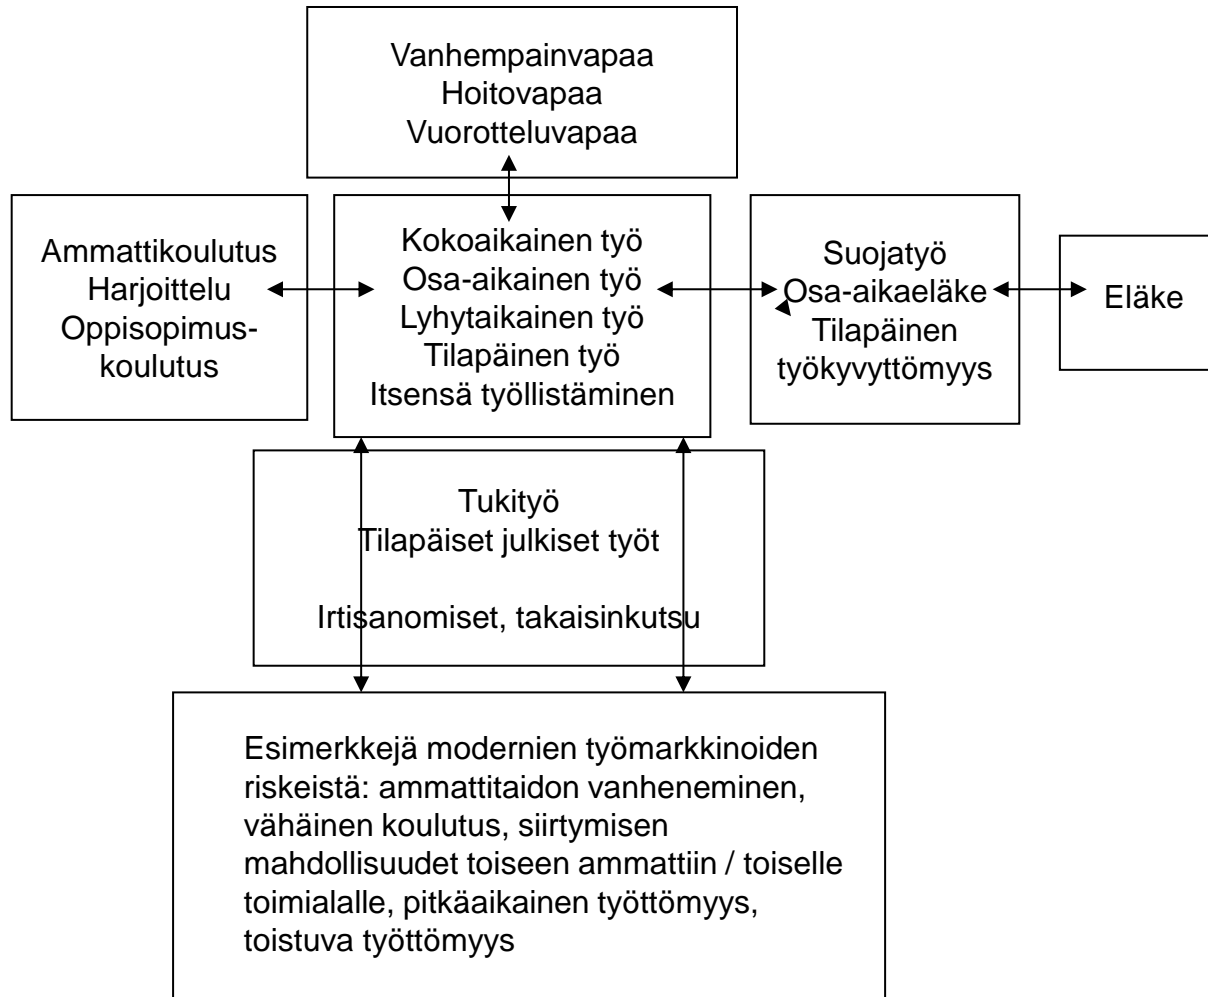 Vanhempainvapaa
Hoitovapaa
Vuorotteluvapaa
Ammattikoulutus
Harjoittelu
Oppisopimus-
koulutus
Kokoaikainen työ
Osa-aikainen työ
Lyhytaikainen työ
Tilapäinen työ
Itsensä työllistäminen
Suojatyö
Osa-aikaeläke
Tilapäinen
työkyvyttömyys
Eläke
Tukityö
Tilapäiset julkiset työt
Irtisanomiset, takaisinkutsu
Esimerkkejä modernien työmarkkinoiden
riskeistä: ammattitaidon vanheneminen,
vähäinen koulutus, siirtymisen
mahdollisuudet toiseen ammattiin / toiselle
toimialalle, pitkäaikainen työttömyys,
toistuva työttömyys